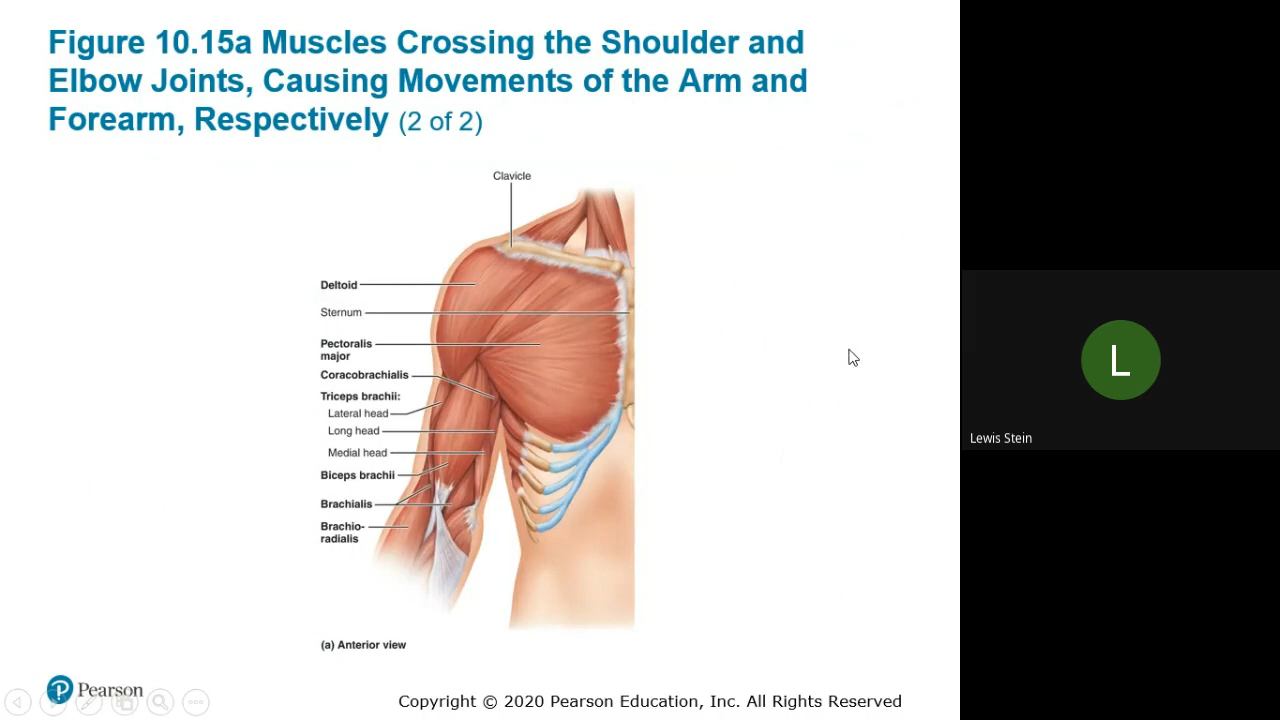 Figure 10.15a Muscles Crossing the Shoulder and
Elbow Joints, Causing Movements of the Arm and
Forearm, Respectively (2 of 2)
Clavicle
Deltoid
Sternum
Pectoralis
major
Coracobrachialis
Triceps brachii:
Lateral head
Long head
Medial head
Biceps brachii
Brachialis
Brachio-
radialis
(a) Anterior view
P Pearson
Copyright © 2020 Pearson Education, Inc. All Rights Reserved
L
Lewis Stein